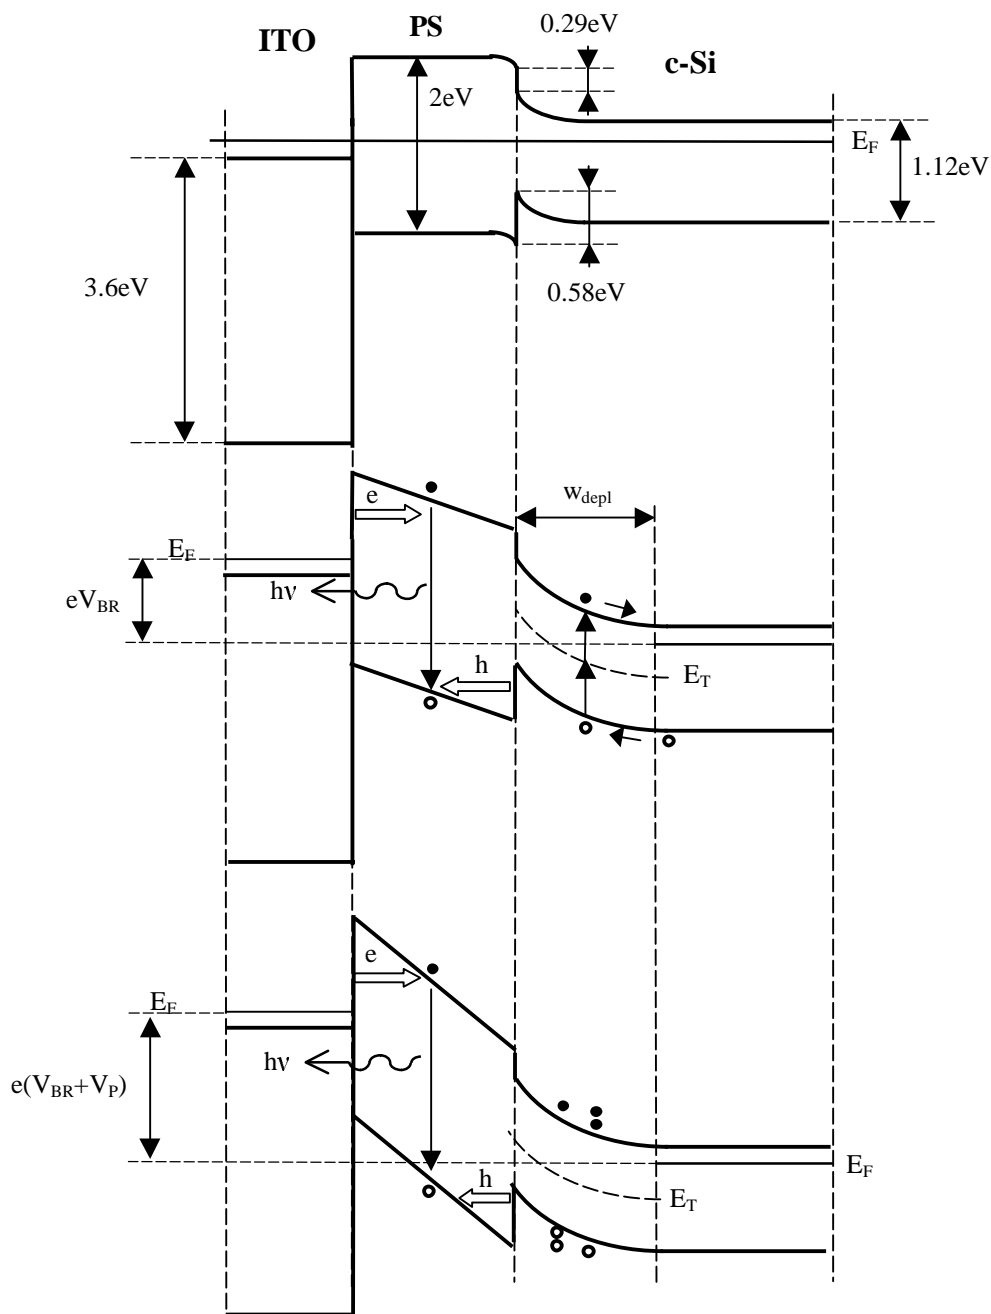 ITO
PS
0.29eV
c-Si
2eV
E_F
1.12eV
3.6eV
0.58eV
e
w_depl
E_F
hν
eV_BR
h
E_T
e
E_F
hν
e(V_BR+V_P)
E_F
h
E_T